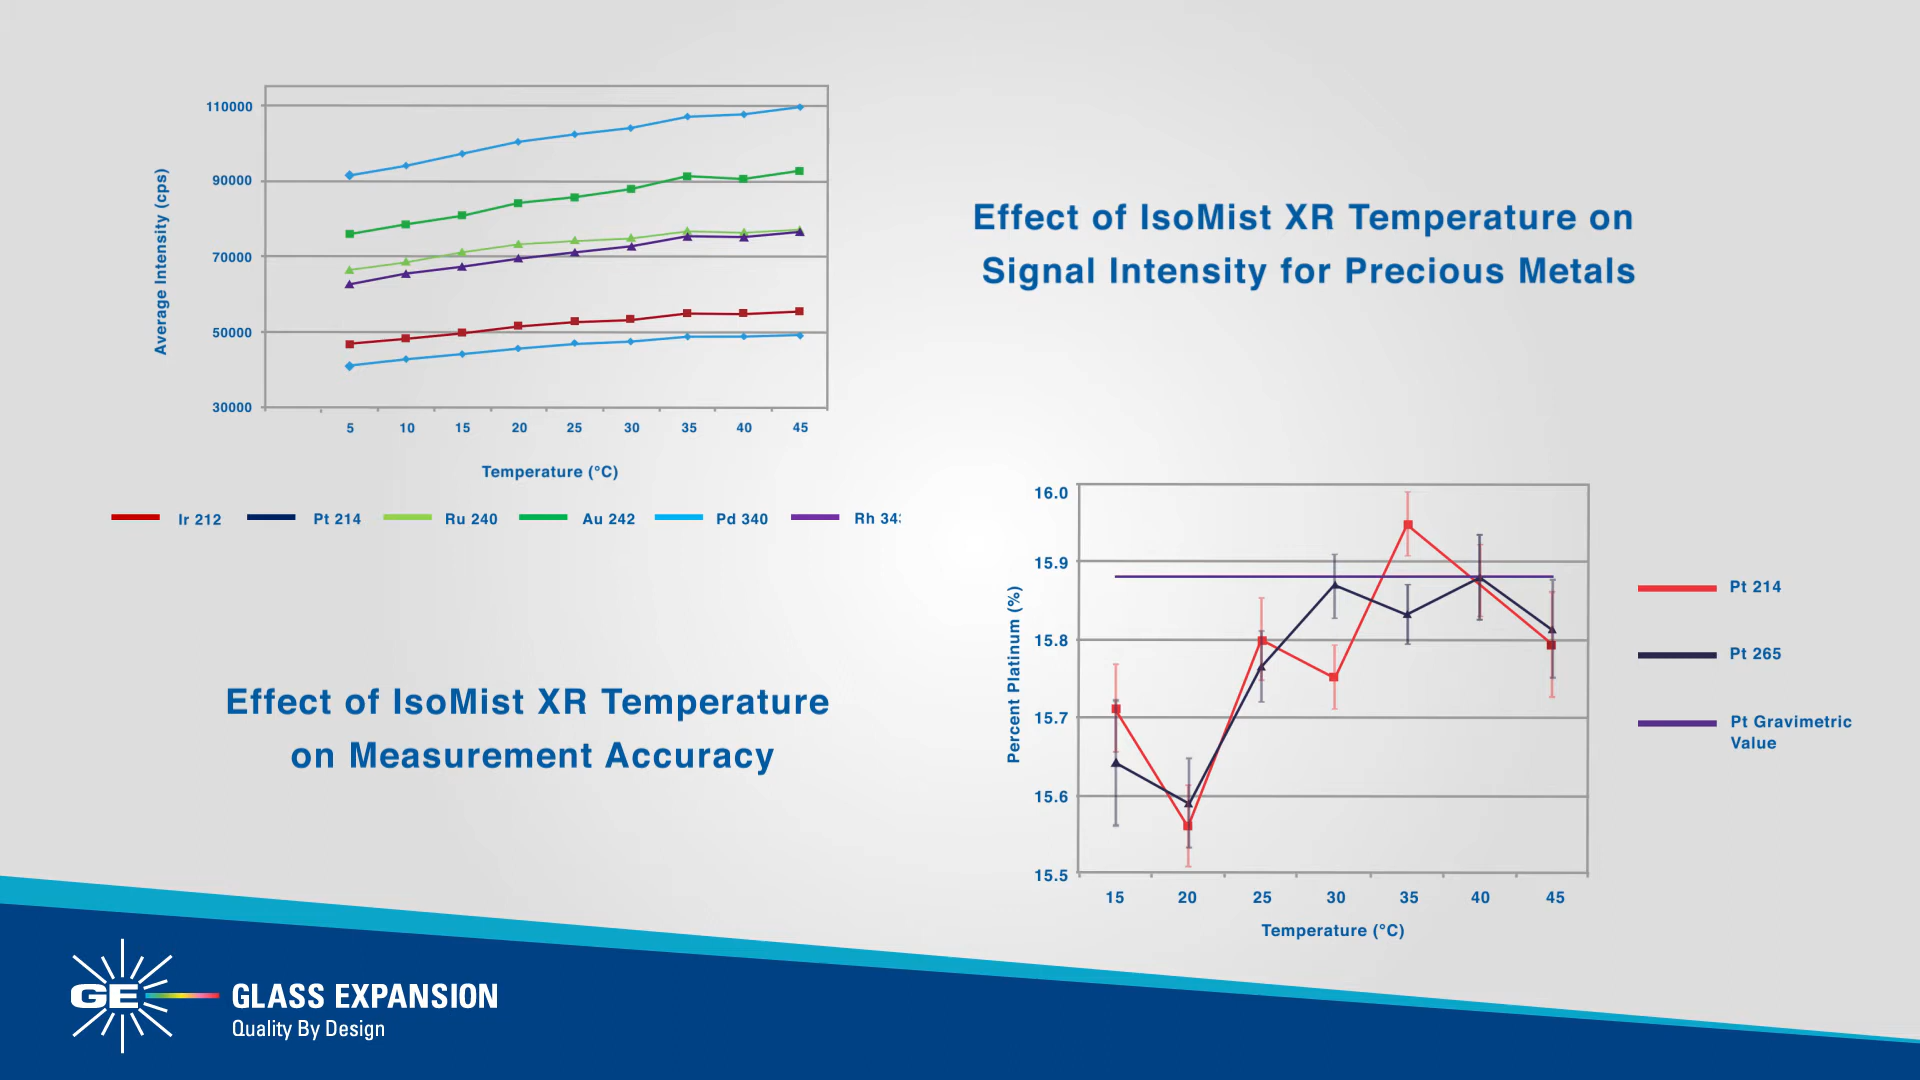 110000
90000
70000
50000
30000
Average Intensity (cps)
5 10 15 20 25 30 35 40 45
Temperature (°C)
Ir 212 Pt 214 Ru 240 Au 242 Pd 340 Rh
Effect of IsoMist XR Temperature on
Signal Intensity for Precious Metals
Effect of IsoMist XR Temperature
on Measurement Accuracy
16.0
15.9
15.8
15.7
15.6
15.5
Percent Platinum (%)
15 20 25 30 35 40 45
Temperature (°C)
Pt 214
Pt 265
Pt Gravimetric
Value
GE
GLASS EXPANSION
Quality By Design